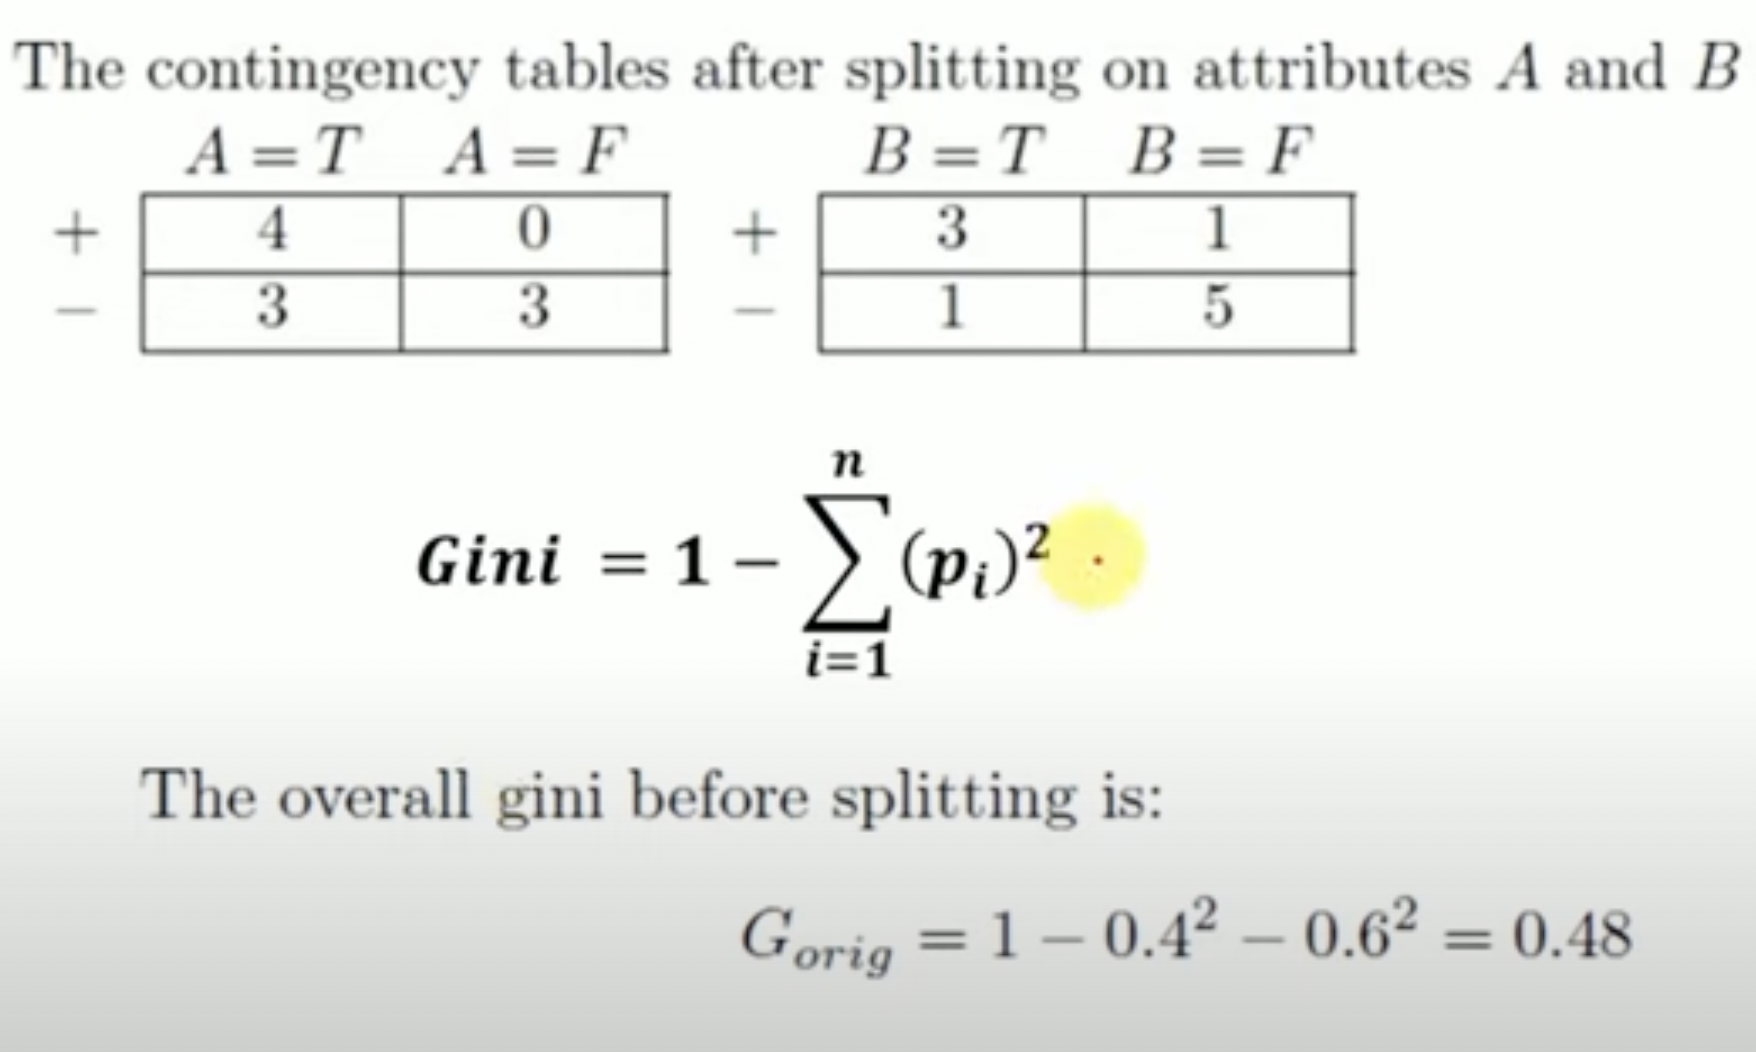 The contingency tables after splitting on attributes A and B
A = T A = F B = T B = F
+ 4 0 + 3 1
− 3 3 − 1 5
n
Gini = 1 − ∑ (pᵢ)²
i=1
The overall gini before splitting is:
G_orig = 1 − 0.4² − 0.6² = 0.48